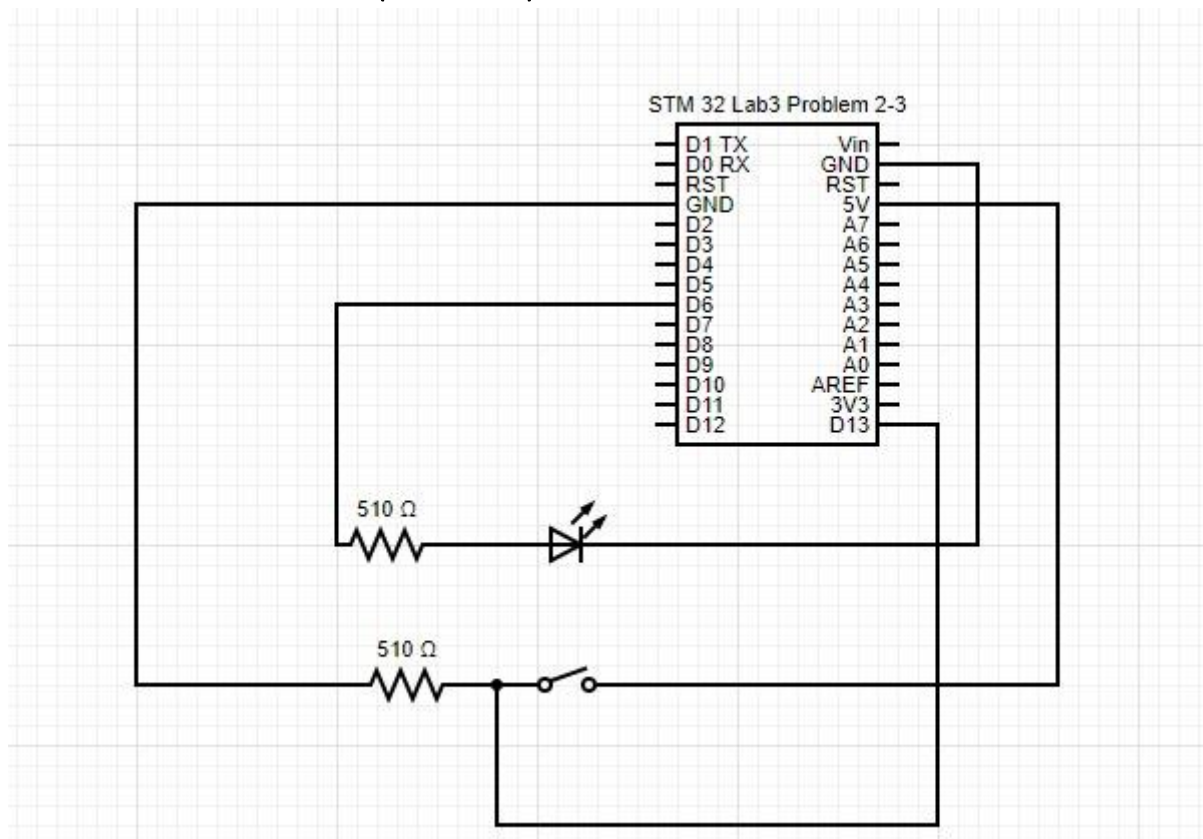 STM 32 Lab3 Problem 2-3
D1 TX Vin
D0 RX GND
RST RST
GND 5V
D2 A7
D3 A6
D4 A5
D5 A4
D6 A3
D7 A2
D8 A1
D9 A0
D10 AREF
D11 3V3
D12 D13
510 Ω
510 Ω